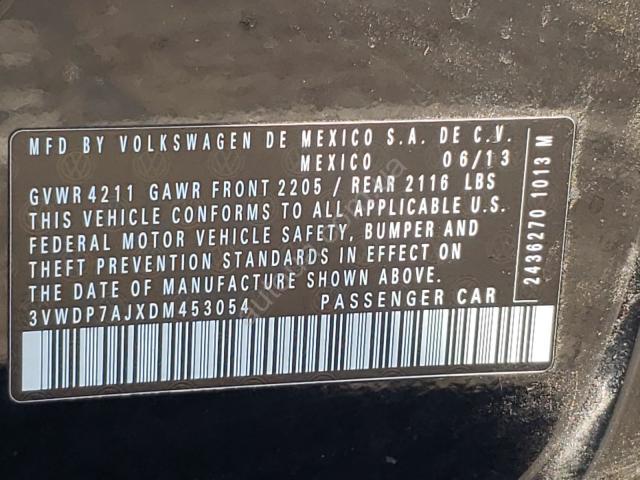 MFD BY VOLKSWAGEN DE MEXICO S.A. DE C.V.
MEXICO 06/13
GVWR 4211 GAWR FRONT 2205 / REAR 2116 LBS
THIS VEHICLE CONFORMS TO ALL APPLICABLE U.S.
FEDERAL MOTOR VEHICLE SAFETY, BUMPER AND
THEFT PREVENTION STANDARDS IN EFFECT ON
THE DATE OF MANUFACTURE SHOWN ABOVE.
3VWDP7AJXDM453054 PASSENGER CAR
2436270 1013 M